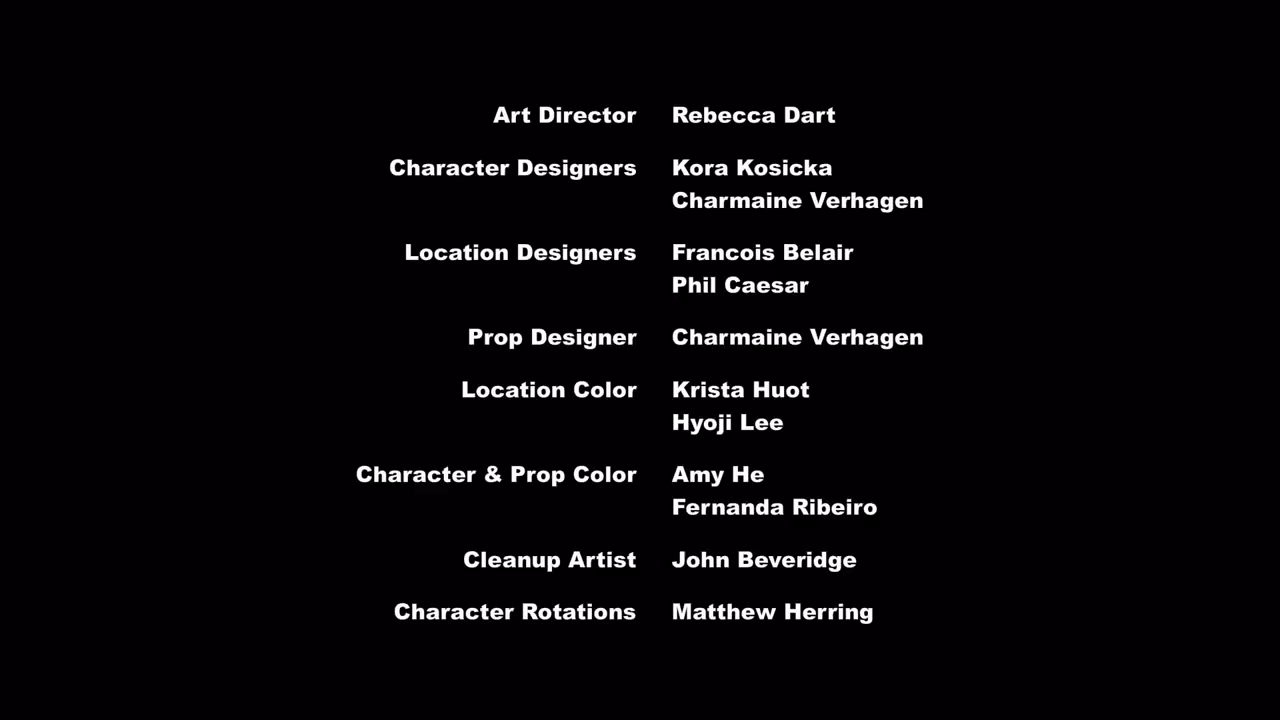 Art Director Rebecca Dart
Character Designers Kora Kosicka
Charmaine Verhagen
Location Designers Francois Belair
Phil Caesar
Prop Designer Charmaine Verhagen
Location Color Krista Huot
Hyoji Lee
Character & Prop Color Amy He
Fernanda Ribeiro
Cleanup Artist John Beveridge
Character Rotations Matthew Herring